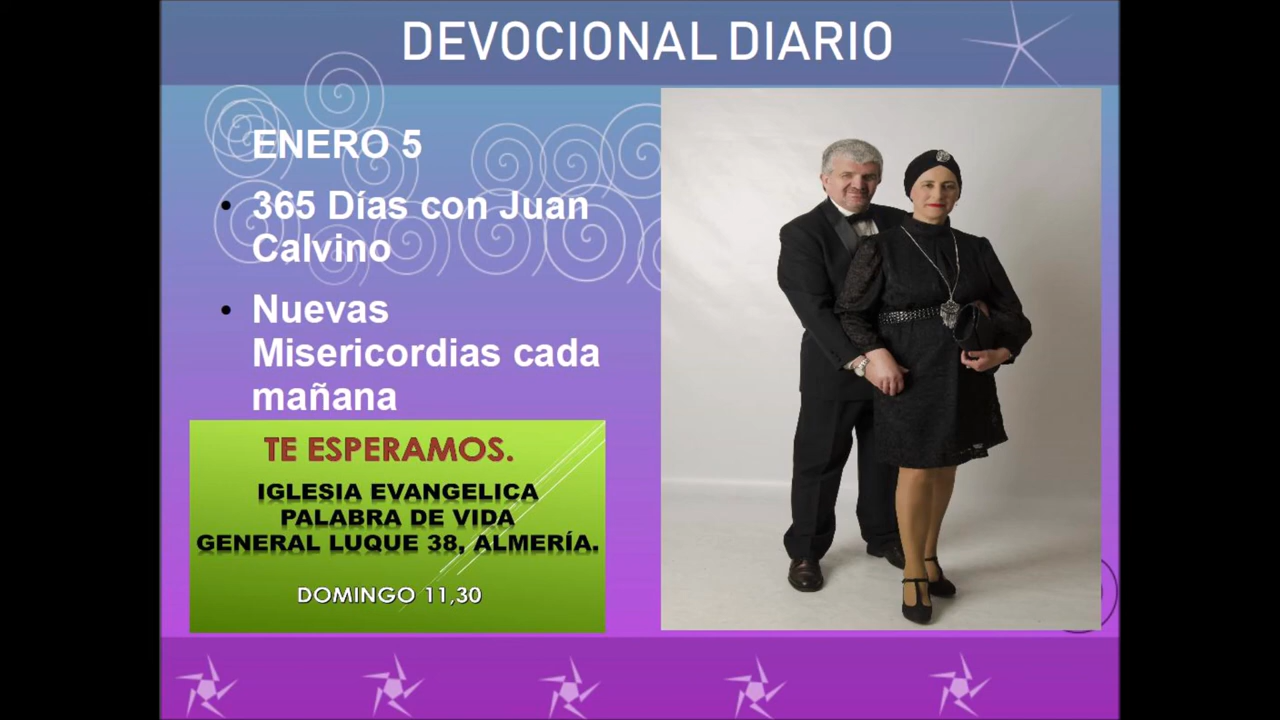 DEVOCIONAL DIARIO
ENERO 5
• 365 Días con Juan
Calvino
• Nuevas
Misericordias cada
mañana
TE ESPERAMOS.
IGLESIA EVANGELICA
PALABRA DE VIDA
GENERAL LUQUE 38, ALMERÍA.
DOMINGO 11,30